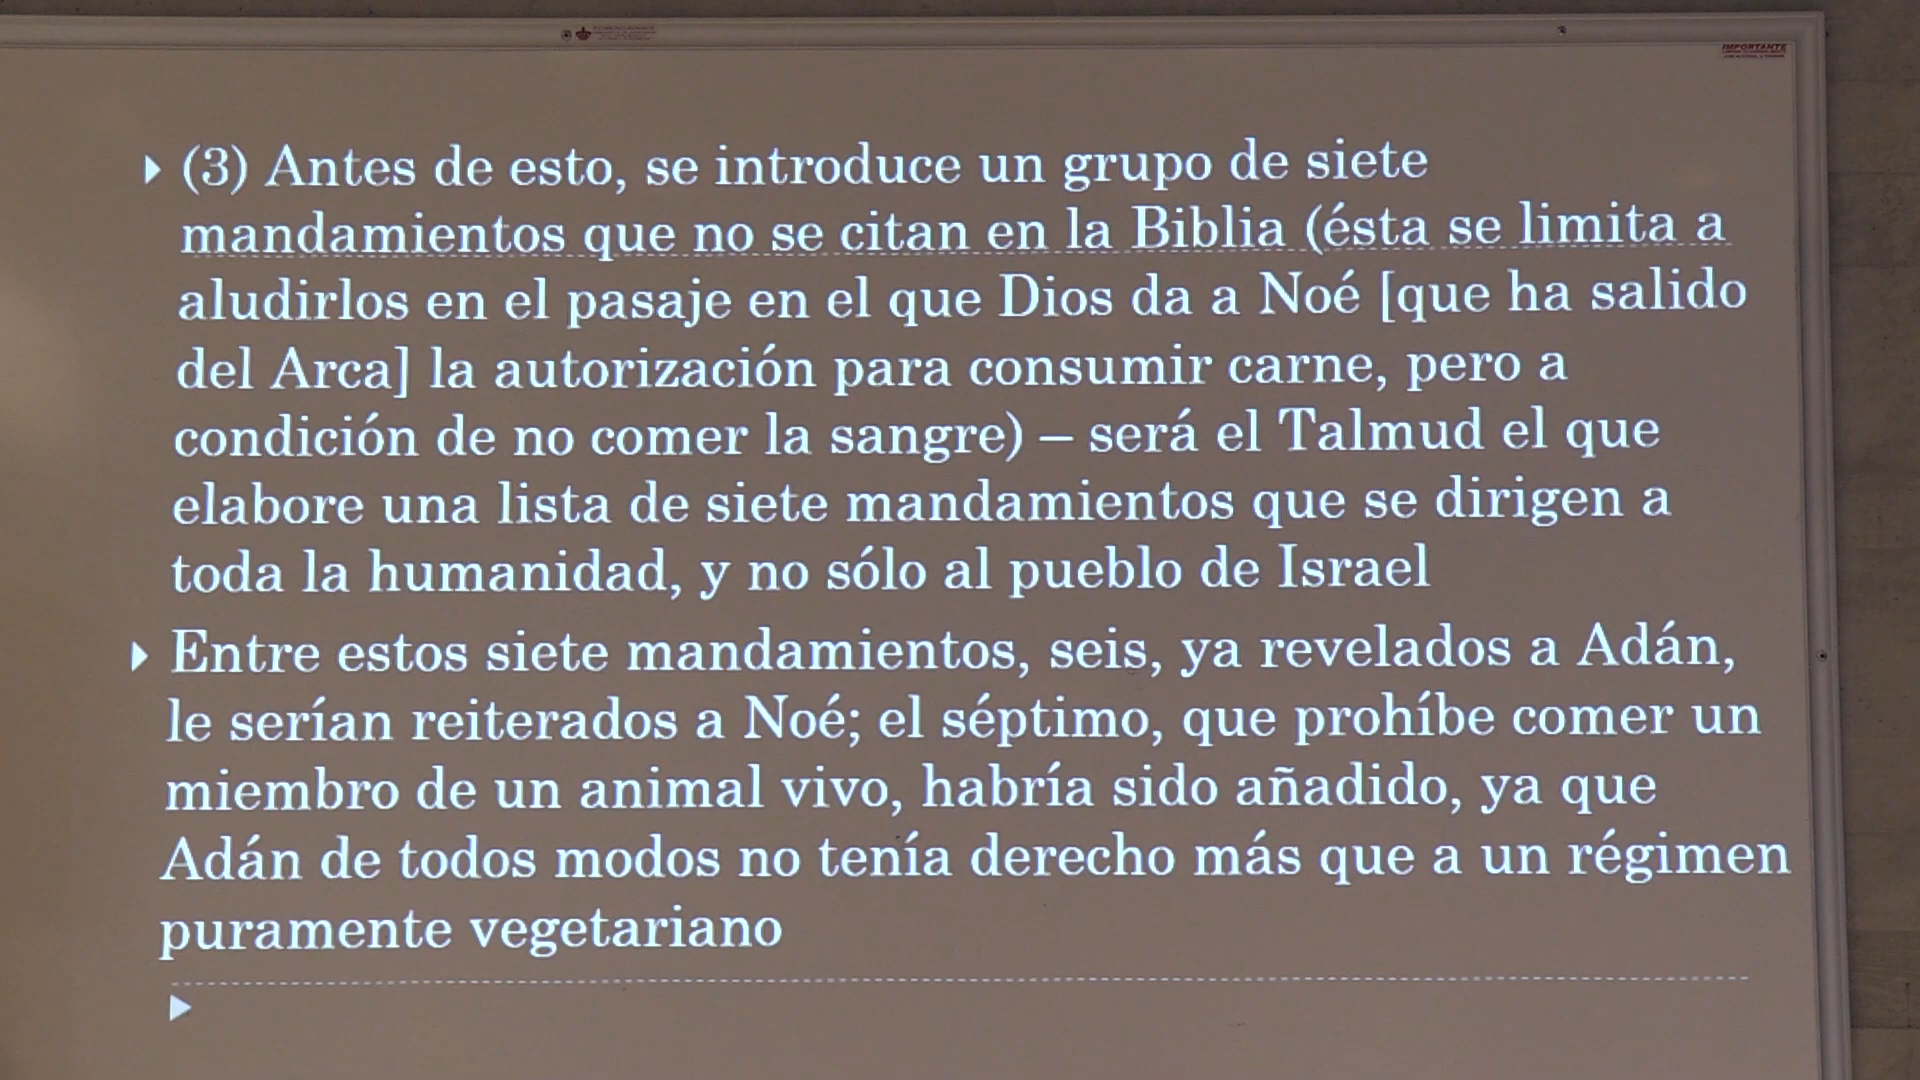 IMPORTANTE
(3) Antes de esto, se introduce un grupo de siete
mandamientos que no se citan en la Biblia (ésta se limita a
aludirlos en el pasaje en el que Dios da a Noé [que ha salido
del Arca] la autorización para consumir carne, pero a
condición de no comer la sangre) – será el Talmud el que
elabore una lista de siete mandamientos que se dirigen a
toda la humanidad, y no sólo al pueblo de Israel
Entre estos siete mandamientos, seis, ya revelados a Adán,
le serían reiterados a Noé; el séptimo, que prohíbe comer un
miembro de un animal vivo, habría sido añadido, ya que
Adán de todos modos no tenía derecho más que a un régimen
puramente vegetariano